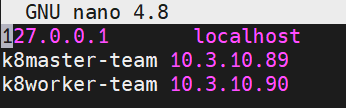 GNU nano 4.8
127.0.0.1 localhost
k8master-team 10.3.10.89
k8worker-team 10.3.10.90